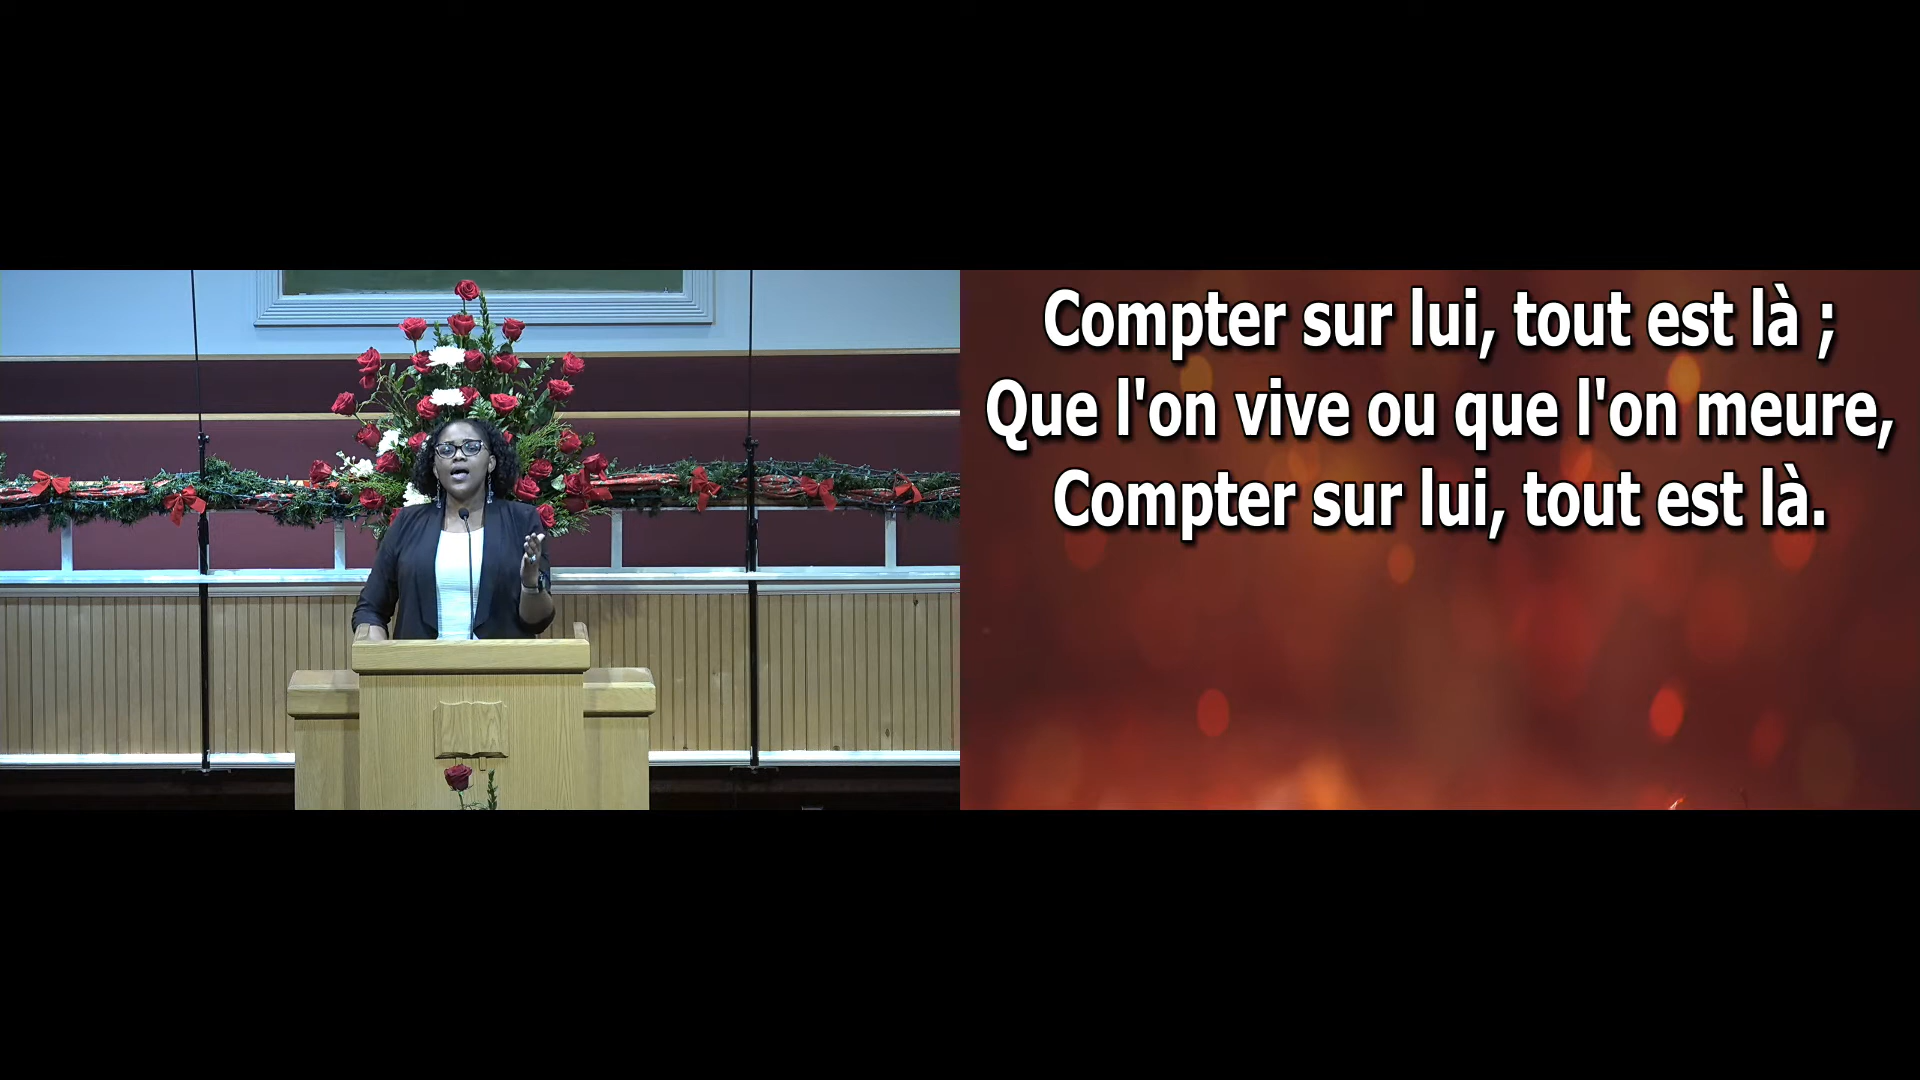 Compter sur lui, tout est là ;
Que l'on vive ou que l'on meure,
Compter sur lui, tout est là.